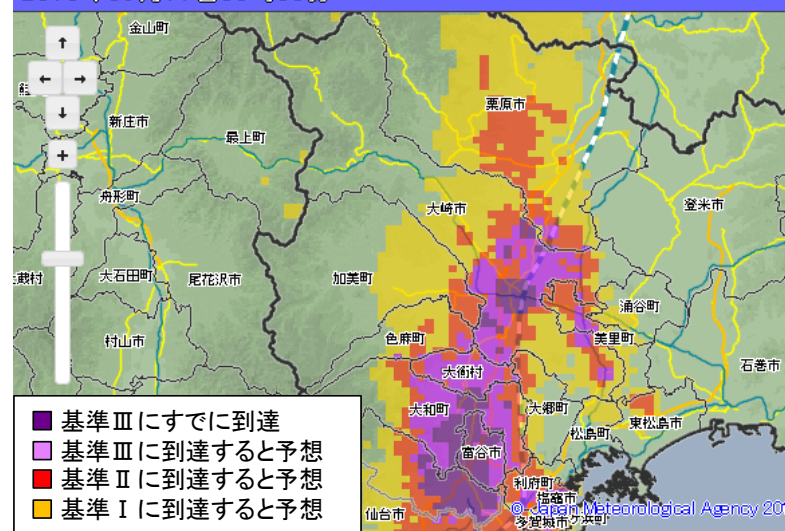 金山町
新庄市
最上町
栗原市
舟形町
大崎市
登米市
蔵村
大石田町
尾花沢市
加美町
涌谷町
村山市
色麻町
美里町
大衡村
石巻市
大和町
大郷町
東松島市
松島町
富谷市
利府町
塩竈市
仙台市
多賀城市
ヶ浜町
© Japan Meteorological Agency 201
基準Ⅲにすでに到達
基準Ⅲに到達すると予想
基準Ⅱに到達すると予想
基準Ⅰに到達すると予想